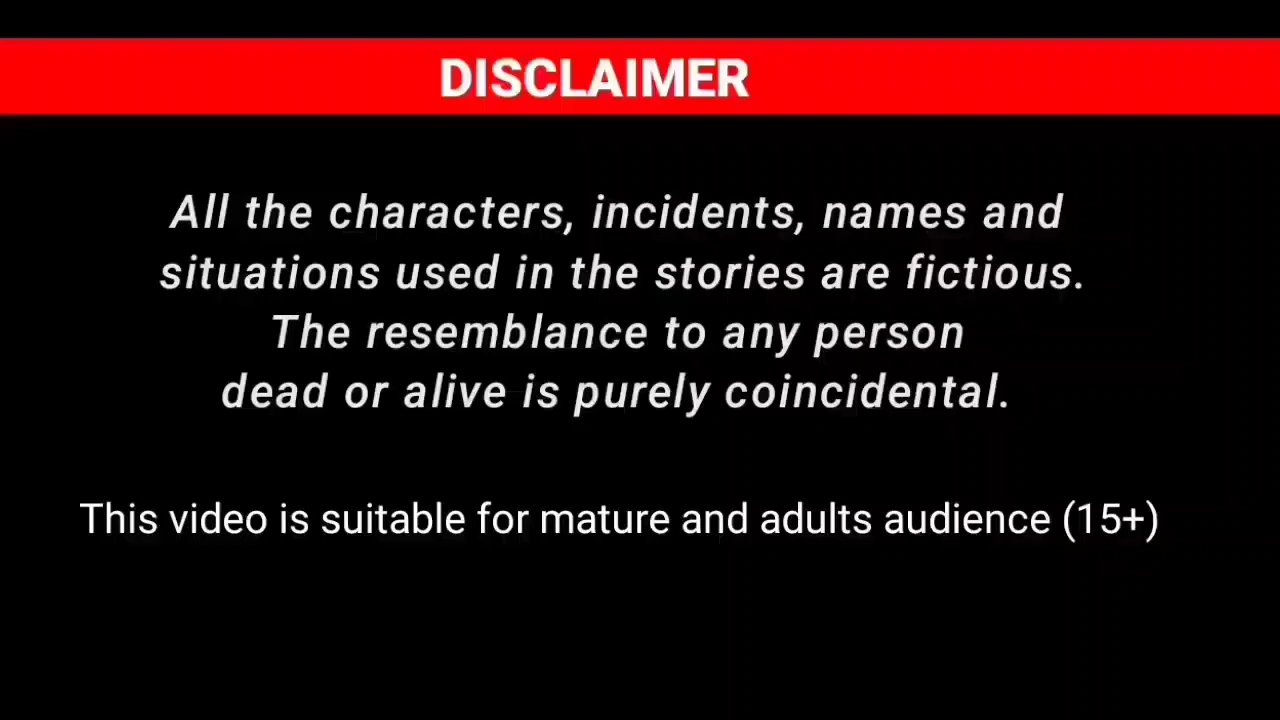 DISCLAIMER
All the characters, incidents, names and
situations used in the stories are fictious.
The resemblance to any person
dead or alive is purely coincidental.
This video is suitable for mature and adults audience (15+)